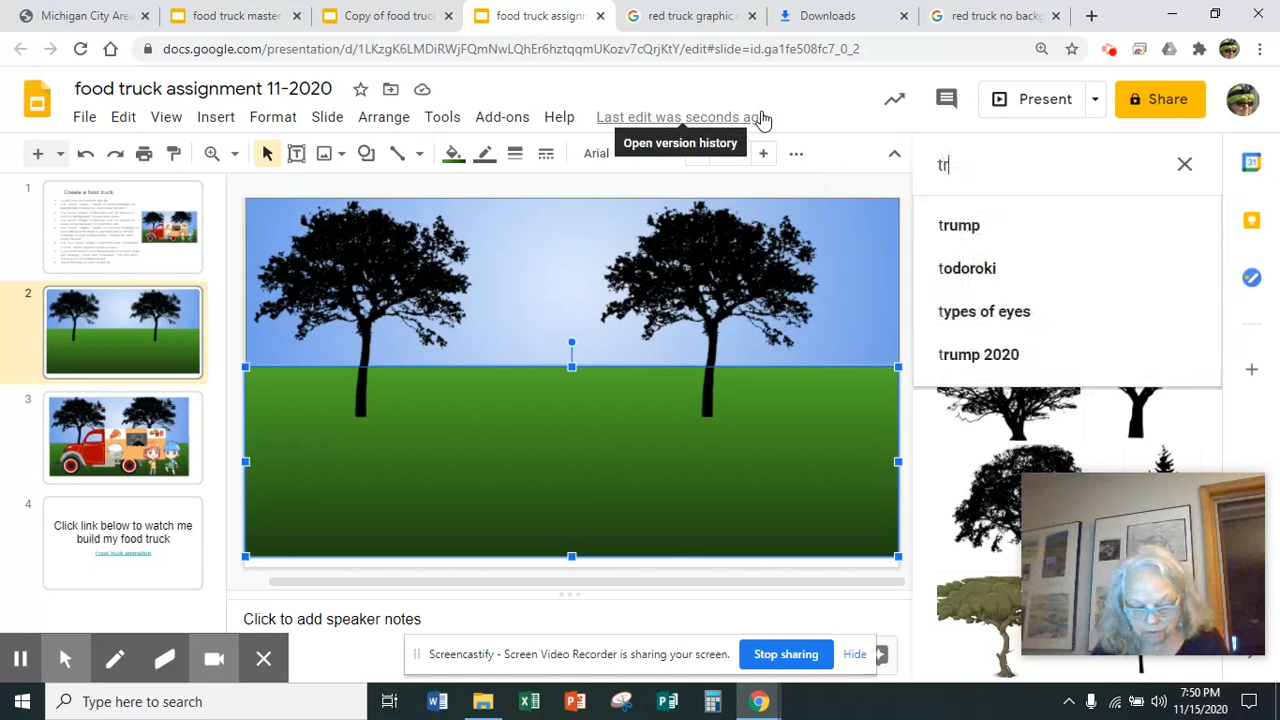 Michigan City Area
food truck master
Copy of food truc
food truck assignm
red truck graphic
Downloads
red truck no backg
docs.google.com/presentation/d/1LKzgK6LMDiRWjFQmNwLQhEr6hztqqmUKozv7cQrjKtY/edit#slide=id.ga1fe508fc7_0_2
food truck assignment 11-2020
Present
Share
File Edit View Insert Format Slide Arrange Tools Add-ons Help Last edit was seconds ag
Open version history
Arial
tr
trump
todoroki
types of eyes
trump 2020
1
Create a food truck
2
3
4
Click link below to watch me
build my food truck
Food truck animation
Click to add speaker notes
Screencastify - Screen Video Recorder is sharing your screen.
Stop sharing
Hide
Type here to search
7:50 PM
11/15/2020
31